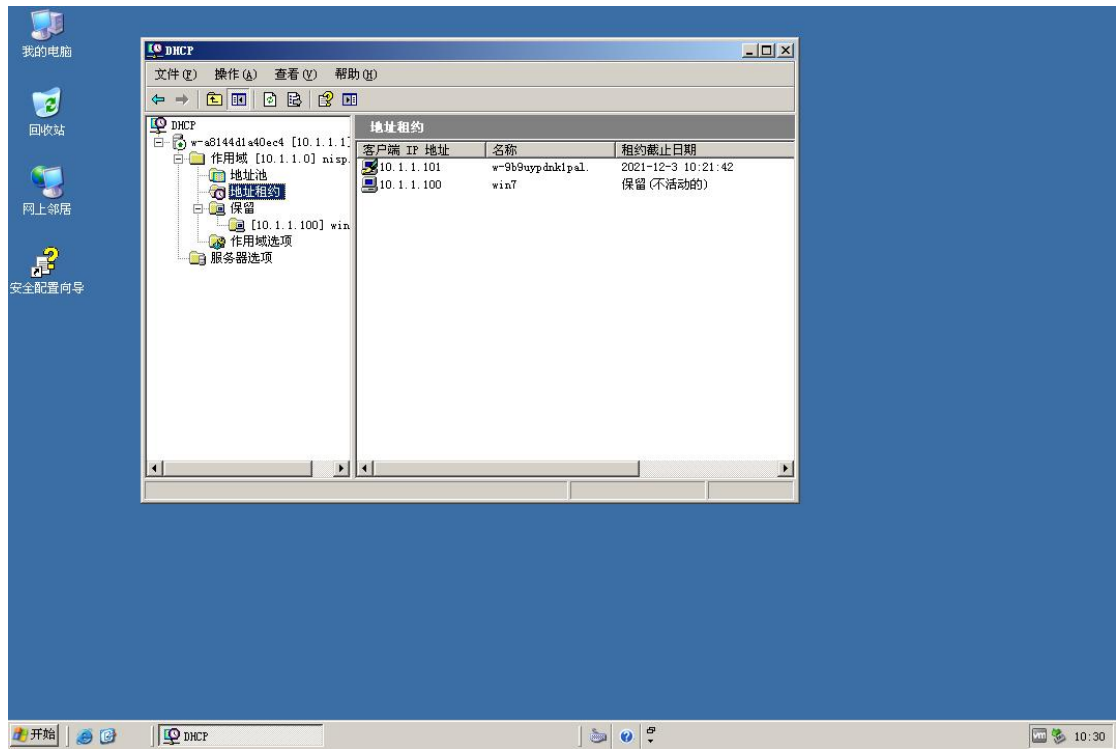 我的电脑
回收站
网上邻居
安全配置向导
DHCP
文件(F) 操作(A) 查看(V) 帮助(H)
DHCP
w-a8144d1a40ec4 [10.1.1.1]
作用域 [10.1.1.0] nisp.
地址池
地址租约
保留
[10.1.1.100] win
作用域选项
服务器选项
地址租约
客户端 IP 地址 名称 租约截止日期
10.1.1.101 w-9b9uypdnk1pal. 2021-12-3 10:21:42
10.1.1.100 win7 保留(不活动的)
开始 DHCP 10:30